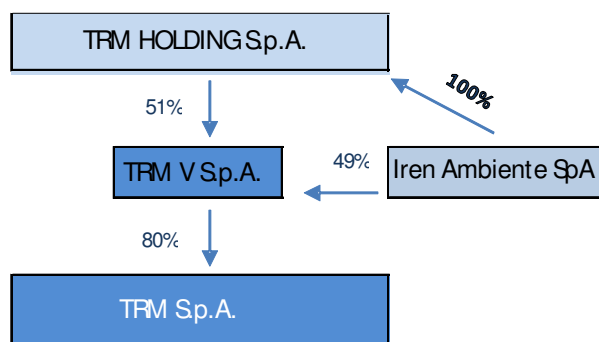 TRM HOLDING S.p.A.
100%
51%
TRM V S.p.A.
49%
Iren Ambiente SpA
80%
TRM S.p.A.